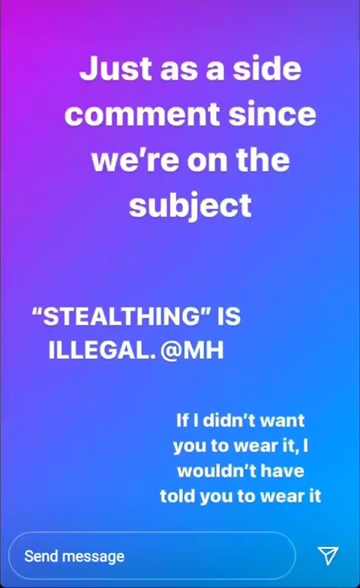 Just as a side
comment since
we're on the
subject
“STEALTHING” IS
ILLEGAL. @MH
If I didn't want
you to wear it, I
wouldn't have
told you to wear it
Send message